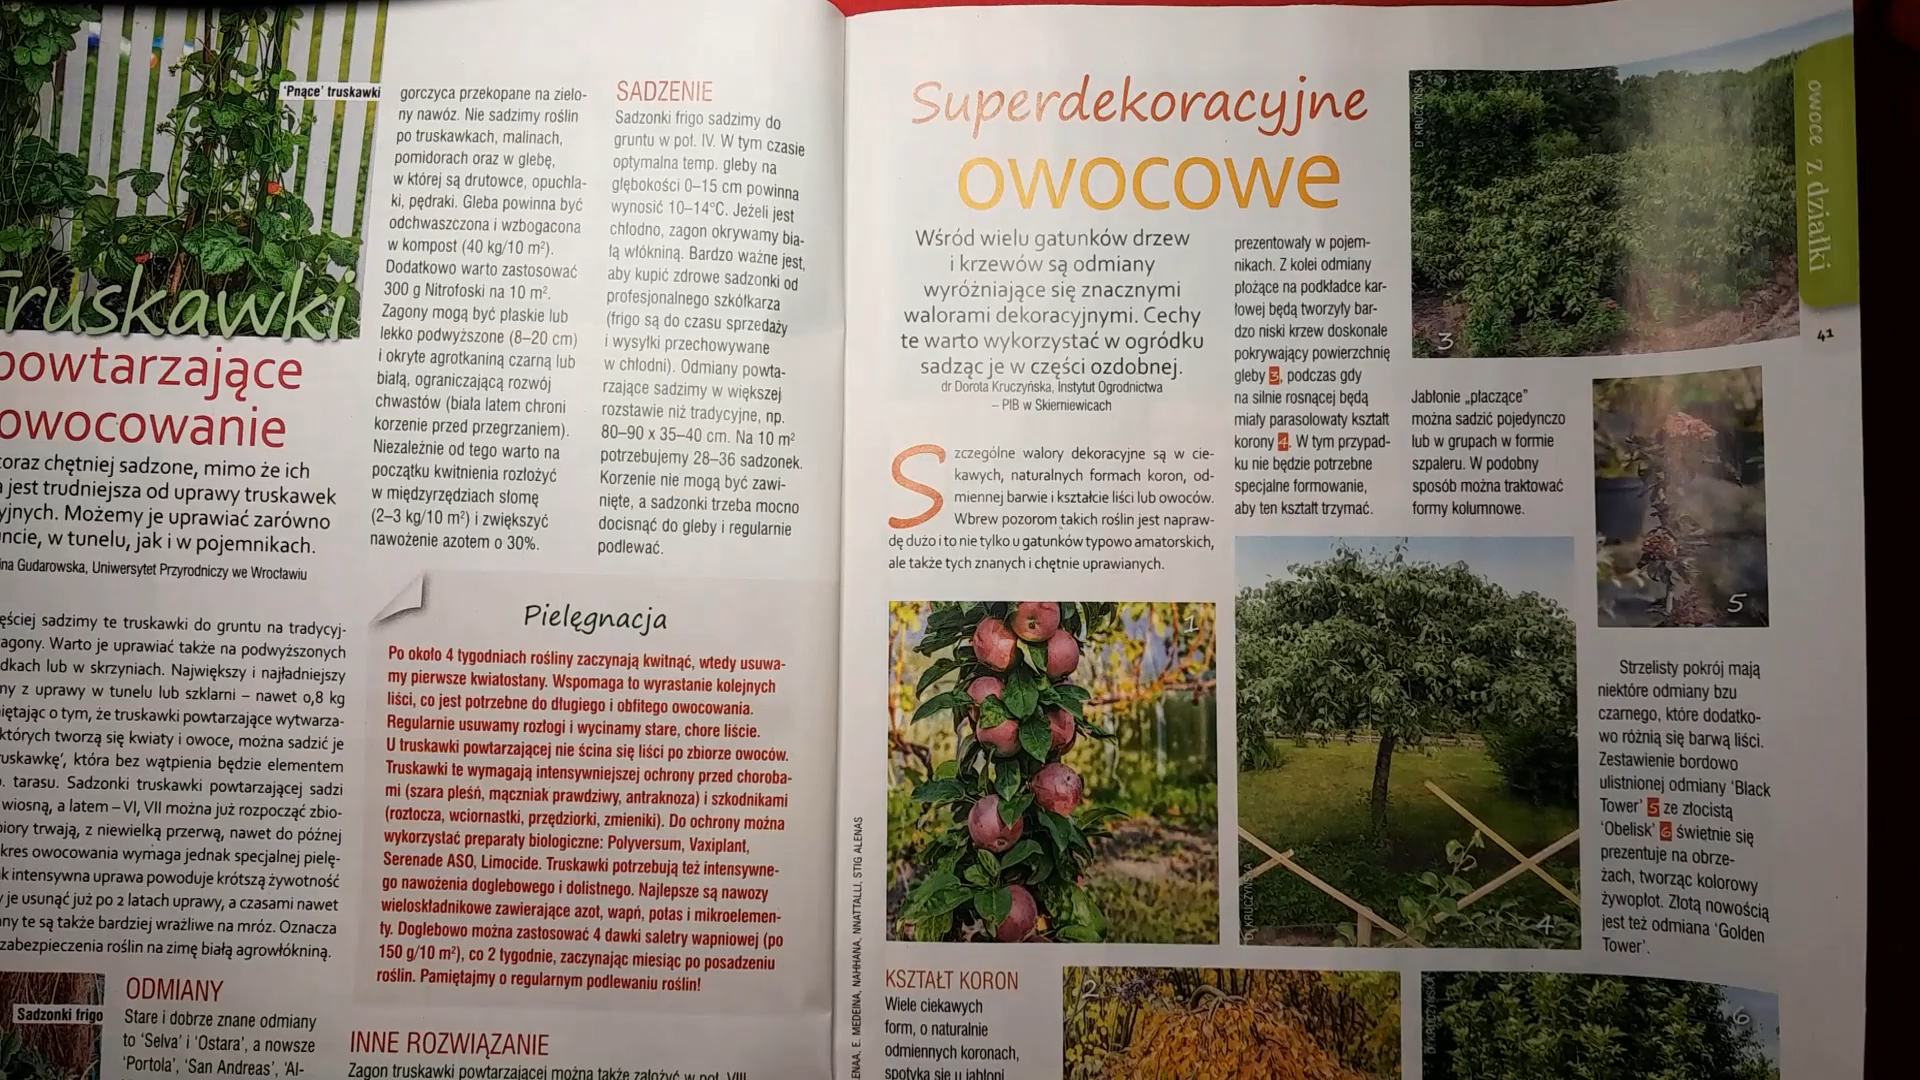 'Pnące' truskawki
Truskawki
powtarzające
owocowanie
coraz chętniej sadzone, mimo że ich
jest trudniejsza od uprawy truskawek
yjnych. Możemy je uprawiać zarówno
ncie, w tunelu, jak i w pojemnikach.
ina Gudarowska, Uniwersytet Przyrodniczy we Wrocławiu
ęściej sadzimy te truskawki do gruntu na tradycyj-
agony. Warto je uprawiać także na podwyższonych
dkach lub w skrzyniach. Największy i najładniejszy
ny z uprawy w tunelu lub szklarni – nawet 0,8 kg
iętając o tym, że truskawki powtarzające wytwarza-
których tworzą się kwiaty i owoce, można sadzić je
ruskawkę', która bez wątpienia będzie elementem
. tarasu. Sadzonki truskawki powtarzającej sadzi
wiosną, a latem – VI, VII można już rozpocząć zbio-
biory trwają, z niewielką przerwą, nawet do późnej
kres owocowania wymaga jednak specjalnej pielę-
k intensywna uprawa powoduje krótszą żywotność
y je usunąć już po 2 latach uprawy, a czasami nawet
any te są także bardziej wrażliwe na mróz. Oznacza
zabezpieczenia roślin na zimę białą agrowłókniną.
Sadzonki frigo
ODMIANY
Stare i dobrze znane odmiany
to 'Selva' i 'Ostara', a nowsze
'Portola', 'San Andreas', 'Al-
gorczyca przekopane na zielo-
ny nawóz. Nie sadzimy roślin
po truskawkach, malinach,
pomidorach oraz w glebę,
w której są drutowce, opuchla-
ki, pędraki. Gleba powinna być
odchwaszczona i wzbogacona
w kompost (40 kg/10 m²).
Dodatkowo warto zastosować
300 g Nitrofoski na 10 m².
Zagony mogą być płaskie lub
lekko podwyższone (8–20 cm)
i okryte agrotkaniną czarną lub
białą, ograniczającą rozwój
chwastów (biała latem chroni
korzenie przed przegrzaniem).
Niezależnie od tego warto na
początku kwitnienia rozłożyć
w międzyrzędziach słomę
(2–3 kg/10 m²) i zwiększyć
nawożenie azotem o 30%.
SADZENIE
Sadzonki frigo sadzimy do
gruntu w poł. IV. W tym czasie
optymalna temp. gleby na
głębokości 0–15 cm powinna
wynosić 10–14°C. Jeżeli jest
chłodno, zagon okrywamy bia-
łą włókniną. Bardzo ważne jest,
aby kupić zdrowe sadzonki od
profesjonalnego szkółkarza
(frigo są do czasu sprzedaży
i wysyłki przechowywane
w chłodni). Odmiany powta-
rzające sadzimy w większej
rozstawie niż tradycyjne, np.
80–90 x 35–40 cm. Na 10 m²
potrzebujemy 28–36 sadzonek.
Korzenie nie mogą być zawi-
nięte, a sadzonki trzeba mocno
docisnąć do gleby i regularnie
podlewać.
Pielęgnacja
Po około 4 tygodniach rośliny zaczynają kwitnąć, wtedy usuwa-
my pierwsze kwiatostany. Wspomaga to wyrastanie kolejnych
liści, co jest potrzebne do długiego i obfitego owocowania.
Regularnie usuwamy rozłogi i wycinamy stare, chore liście.
U truskawki powtarzającej nie ścina się liści po zbiorze owoców.
Truskawki te wymagają intensywniejszej ochrony przed choroba-
mi (szara pleśń, mączniak prawdziwy, antraknoza) i szkodnikami
(roztocza, wciornastki, przędziorki, zmieniki). Do ochrony można
wykorzystać preparaty biologiczne: Polyversum, Vaxiplant,
Serenade ASO, Limocide. Truskawki potrzebują też intensywne-
go nawożenia doglebowego i dolistnego. Najlepsze są nawozy
wieloskładnikowe zawierające azot, wapń, potas i mikroelemen-
ty. Doglebowo można zastosować 4 dawki saletry wapniowej (po
150 g/10 m²), co 2 tygodnie, zaczynając miesiąc po posadzeniu
roślin. Pamiętajmy o regularnym podlewaniu roślin!
INNE ROZWIĄZANIE
Zagon truskawki powtarzającej można także założyć w poł. VIII
Superdekoracyjne
owocowe
Wśród wielu gatunków drzew
i krzewów są odmiany
wyróżniające się znacznymi
walorami dekoracyjnymi. Cechy
te warto wykorzystać w ogródku
sadząc je w części ozdobnej.
dr Dorota Kruczyńska, Instytut Ogrodnictwa
– PIB w Skierniewicach
Szczególne walory dekoracyjne są w cie-
kawych, naturalnych formach koron, od-
miennej barwie i kształcie liści lub owoców.
Wbrew pozorom takich roślin jest napraw-
dę dużo i to nie tylko u gatunków typowo amatorskich,
ale także tych znanych i chętnie uprawianych.
1
ENAA, E. MEDEINA, NAHHANA, NNATTALLI, STIG ALENAS
KSZTAŁT KORON
Wiele ciekawych
form, o naturalnie
odmiennych koronach,
spotyka się u jabłoni
2
prezentowały w pojem-
nikach. Z kolei odmiany
płożące na podkładce kar-
łowej będą tworzyły bar-
dzo niski krzew doskonale
pokrywający powierzchnię
gleby 3, podczas gdy
na silnie rosnącej będą
miały parasolowaty kształt
korony 4. W tym przypad-
ku nie będzie potrzebne
specjalne formowanie,
aby ten kształt trzymać.
D. KRUCZYŃSKA
3
Jabłonie „płaczące”
można sadzić pojedynczo
lub w grupach w formie
szpaleru. W podobny
sposób można traktować
formy kolumnowe.
D. KRUCZYŃSKA
4
5
Strzelisty pokrój mają
niektóre odmiany bzu
czarnego, które dodatko-
wo różnią się barwą liści.
Zestawienie bordowo
ulistnionej odmiany 'Black
Tower' 5 ze złocistą
'Obelisk' 6 świetnie się
prezentuje na obrze-
żach, tworząc kolorowy
żywopłot. Złotą nowością
jest też odmiana 'Golden
Tower'.
D. KRUCZYŃSKA
6
owoce z działki
41